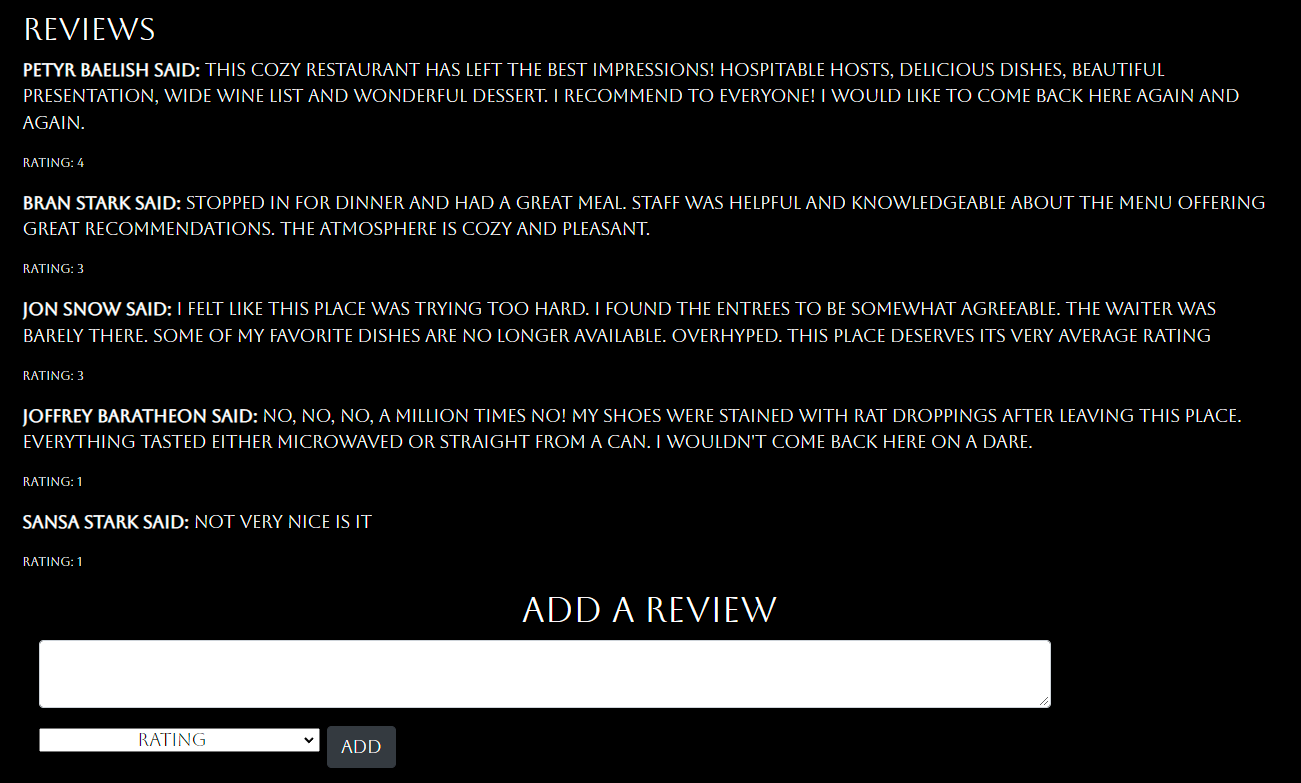 REVIEWS
PETYR BAELISH SAID: THIS COZY RESTAURANT HAS LEFT THE BEST IMPRESSIONS! HOSPITABLE HOSTS, DELICIOUS DISHES, BEAUTIFUL
PRESENTATION, WIDE WINE LIST AND WONDERFUL DESSERT. I RECOMMEND TO EVERYONE! I WOULD LIKE TO COME BACK HERE AGAIN AND
AGAIN.
RATING: 4
BRAN STARK SAID: STOPPED IN FOR DINNER AND HAD A GREAT MEAL. STAFF WAS HELPFUL AND KNOWLEDGEABLE ABOUT THE MENU OFFERING
GREAT RECOMMENDATIONS. THE ATMOSPHERE IS COZY AND PLEASANT.
RATING: 3
JON SNOW SAID: I FELT LIKE THIS PLACE WAS TRYING TOO HARD. I FOUND THE ENTREES TO BE SOMEWHAT AGREEABLE. THE WAITER WAS
BARELY THERE. SOME OF MY FAVORITE DISHES ARE NO LONGER AVAILABLE. OVERHYPED. THIS PLACE DESERVES ITS VERY AVERAGE RATING
RATING: 3
JOFFREY BARATHEON SAID: NO, NO, NO, A MILLION TIMES NO! MY SHOES WERE STAINED WITH RAT DROPPINGS AFTER LEAVING THIS PLACE.
EVERYTHING TASTED EITHER MICROWAVED OR STRAIGHT FROM A CAN. I WOULDN'T COME BACK HERE ON A DARE.
RATING: 1
SANSA STARK SAID: NOT VERY NICE IS IT
RATING: 1
ADD A REVIEW
RATING
ADD